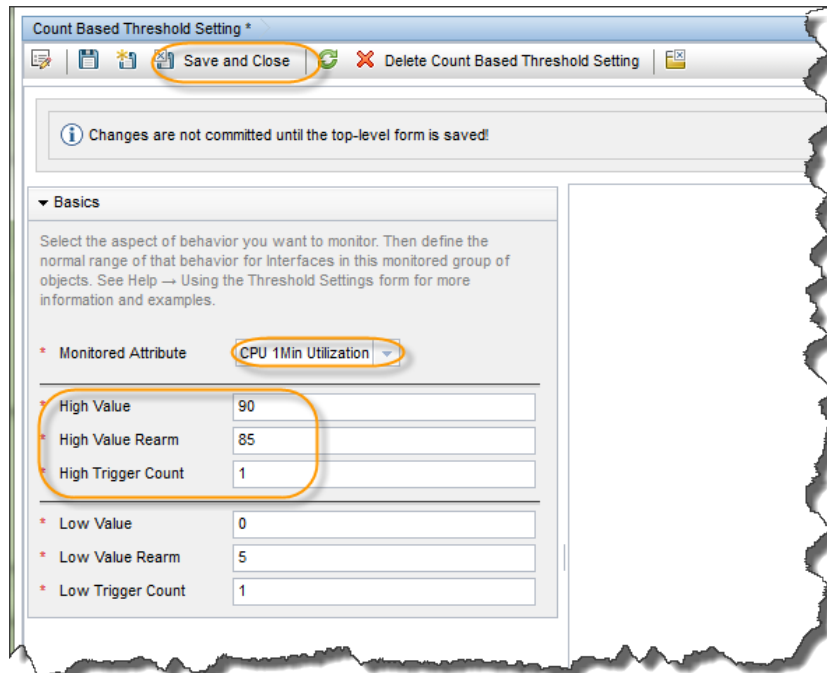 Count Based Threshold Setting *
Save and Close Delete Count Based Threshold Setting
Changes are not committed until the top-level form is saved!
Basics
Select the aspect of behavior you want to monitor. Then define the
normal range of that behavior for Interfaces in this monitored group of
objects. See Help → Using the Threshold Settings form for more
information and examples.
* Monitored Attribute CPU 1Min Utilization
* High Value 90
* High Value Rearm 85
* High Trigger Count 1
* Low Value 0
* Low Value Rearm 5
* Low Trigger Count 1